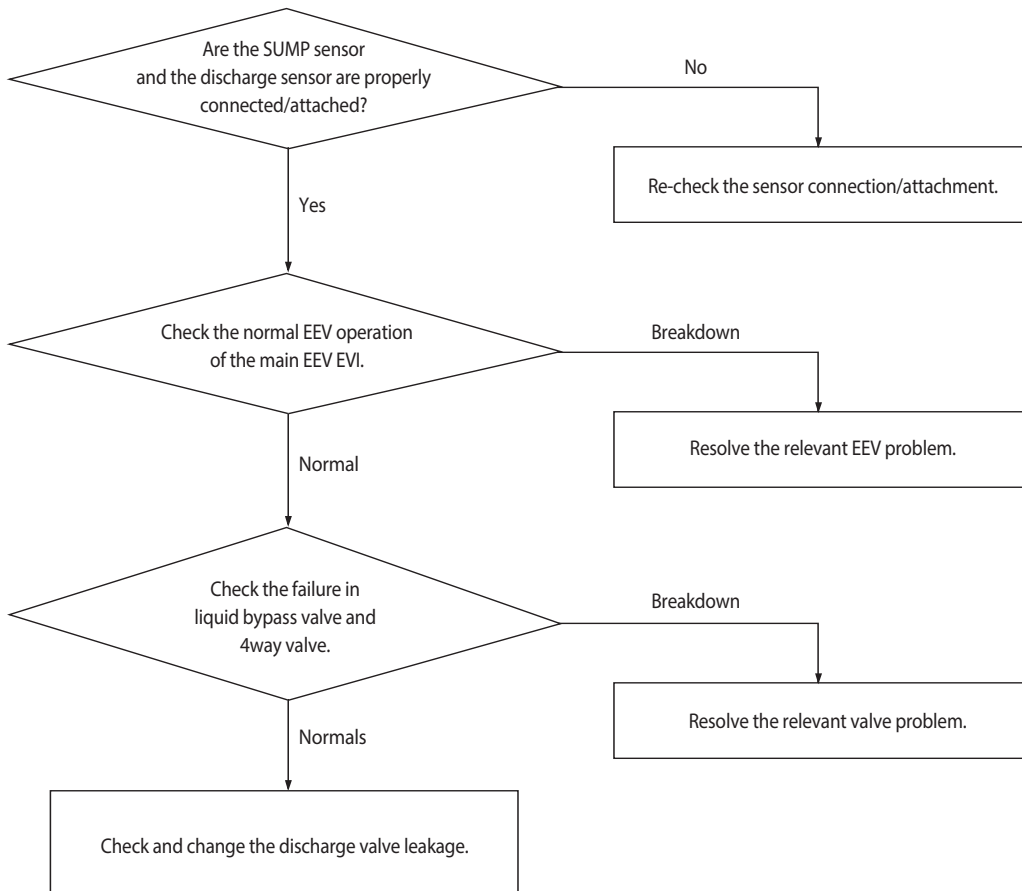 Are the SUMP sensor
and the discharge sensor are properly
connected/attached?
No
Re-check the sensor connection/attachment.
Yes
Check the normal EEV operation
of the main EEV EVI.
Breakdown
Resolve the relevant EEV problem.
Normal
Check the failure in
liquid bypass valve and
4way valve.
Breakdown
Resolve the relevant valve problem.
Normals
Check and change the discharge valve leakage.